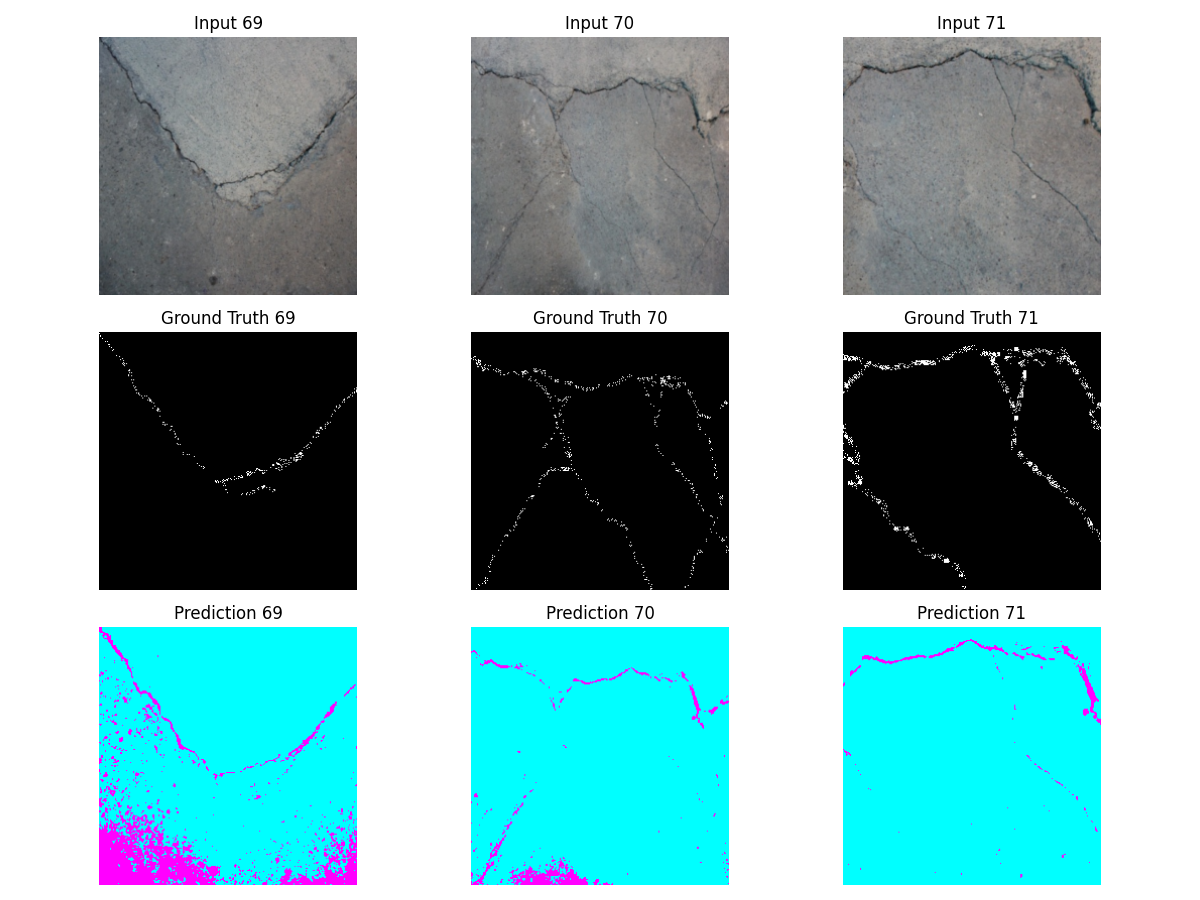 Input 69
Input 70
Input 71
Ground Truth 69
Ground Truth 70
Ground Truth 71
Prediction 69
Prediction 70
Prediction 71